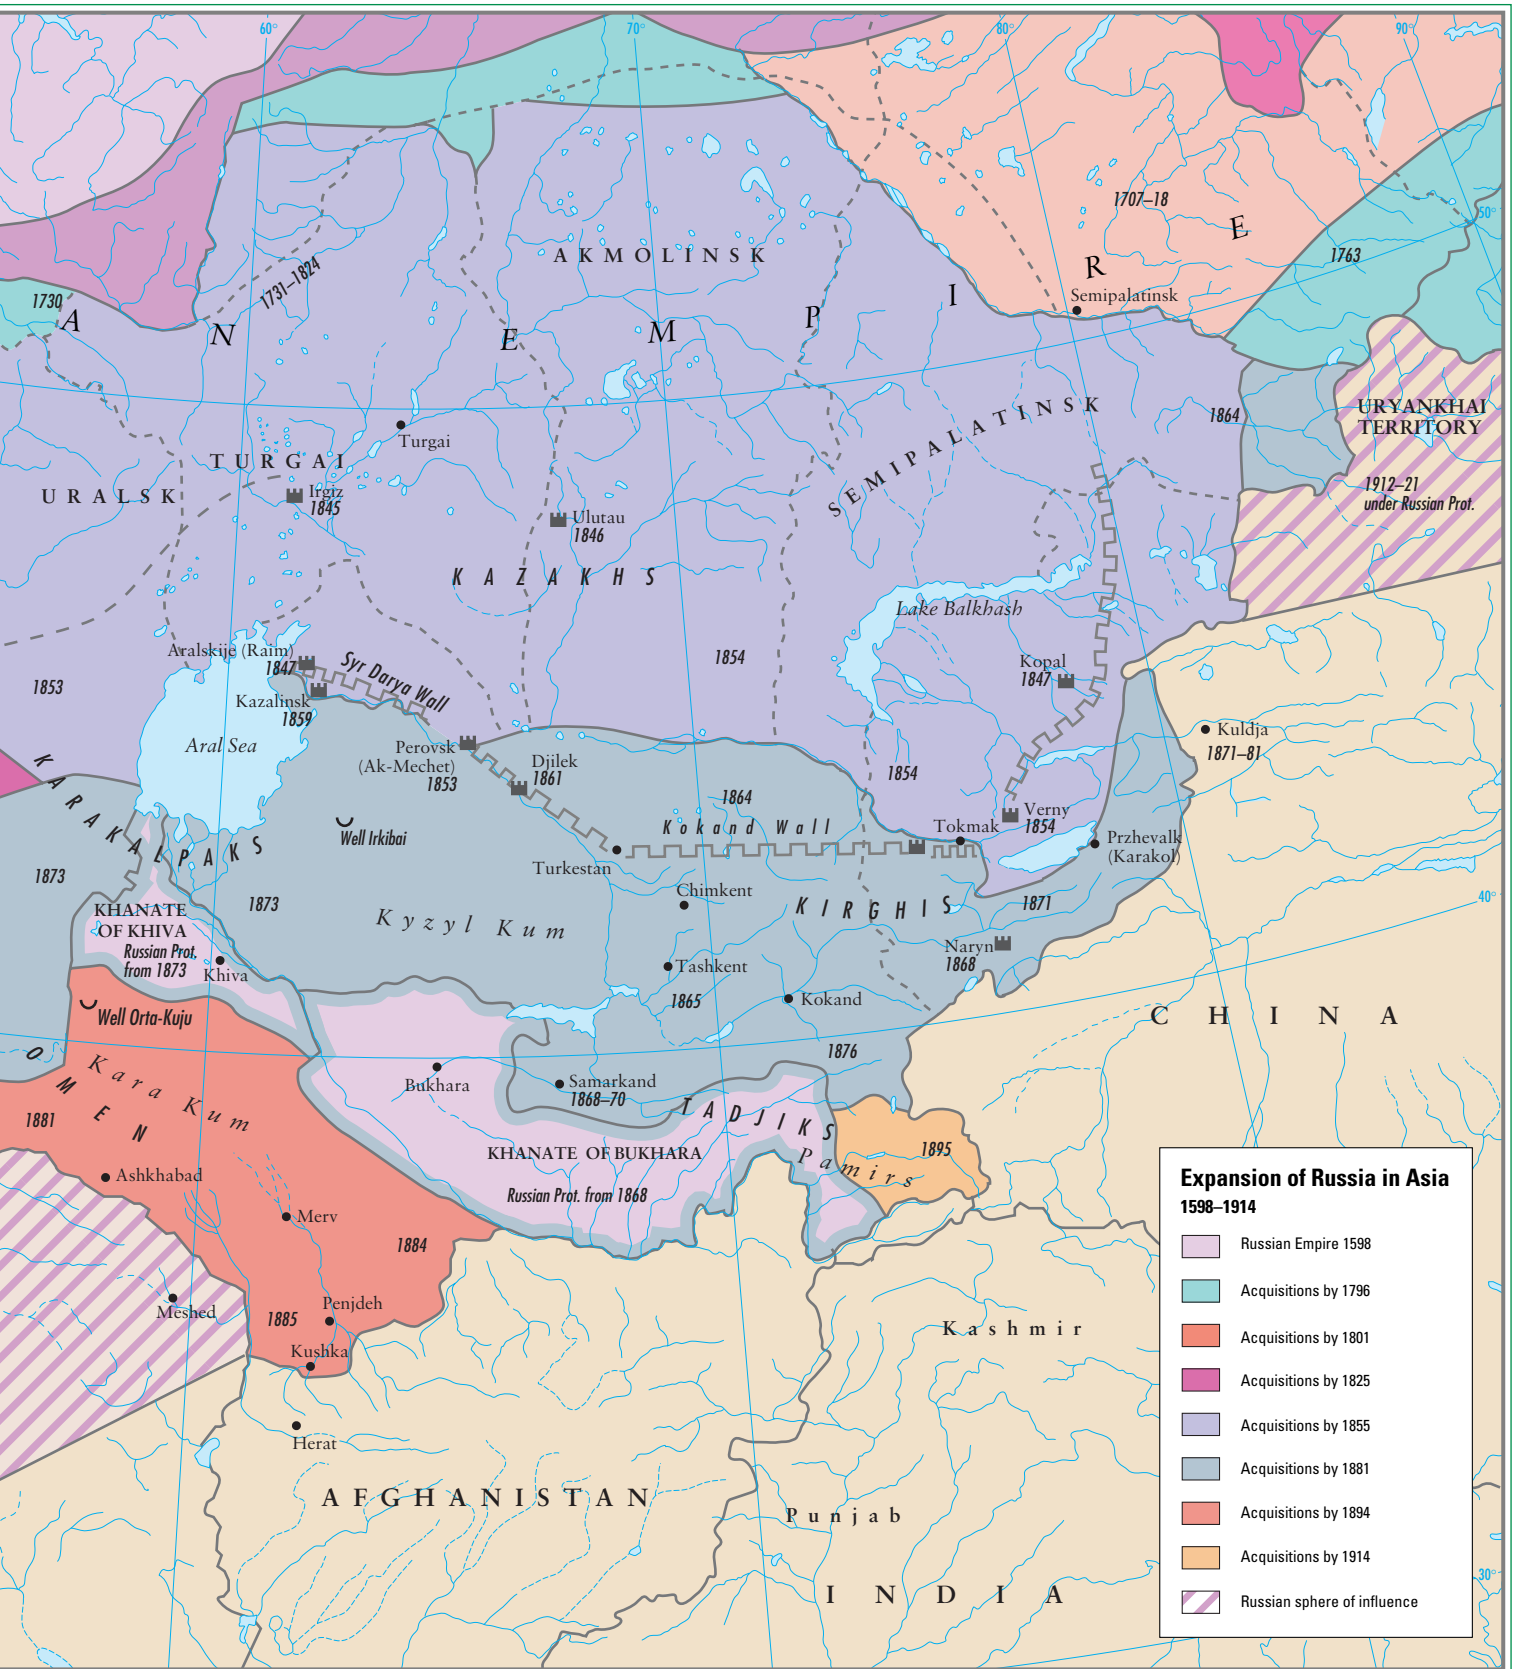 60°
70°
80°
90°
50°
40°
30°
1707–18
1763
1730
1731–1824
AKMOLINSK
A N E M P I R E
Semipalatinsk
URYANKHAI
TERRITORY
1912–21
under Russian Prot.
1864
SEMIPALATINSK
Turgai
TURGAI
URALSK
Irgiz
1845
Ulutau
1846
KAZAKHS
Lake Balkhash
1854
Kopal
1847
Aralskije (Raim)
1847
Syr Darya Wall
Kazalinsk
1859
1853
Aral Sea
Perovsk
(Ak-Mechet)
1853
Djilek
1861
Kuldja
1871–81
1854
1864
Verny
1854
Kokand Wall
Tokmak
Przhevalk
(Karakol)
KARAKALPAKS
Well Irkibai
Turkestan
1873
1873
Chimkent
KIRGHIS
1871
Kyzyl Kum
KHANATE
OF KHIVA
Russian Prot.
from 1873
Khiva
Naryn
1868
Tashkent
1865
Kokand
Well Orta-Kuju
CHINA
1876
OMEN
Kara Kum
Bukhara
Samarkand
1868–70
TADJIKS
1881
KHANATE OF BUKHARA
Pamirs
1895
Ashkhabad
Russian Prot. from 1868
Merv
1884
Meshed
1885
Penjdeh
Kushka
Kashmir
Herat
AFGHANISTAN
Punjab
INDIA
Expansion of Russia in Asia
1598–1914
Russian Empire 1598
Acquisitions by 1796
Acquisitions by 1801
Acquisitions by 1825
Acquisitions by 1855
Acquisitions by 1881
Acquisitions by 1894
Acquisitions by 1914
Russian sphere of influence